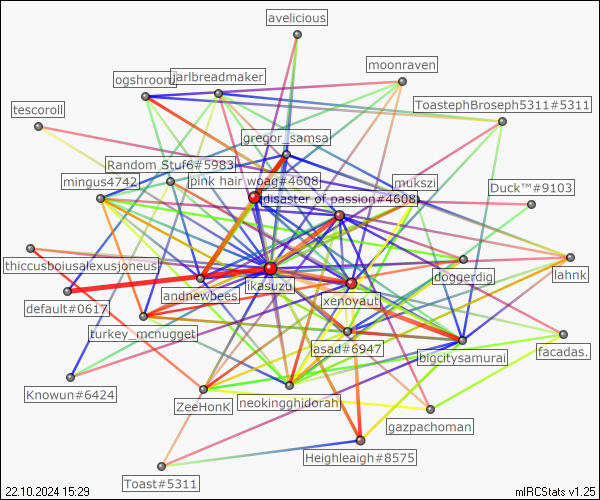 avelicious
moonraven
ogshroom
jarlbreadmaker
ToastephBroseph5311#5311
tescoroll
gregor_samsa
Random Stuf6#5983
pink hair woag#4608
mukszi
mingus4742
Duck™#9103
disaster of passion#4608
thiccusboiusalexusjoneus
ikasuzu
doggerdig
lahnk
andnewbees
xenoyaut
default#0617
turkey_mcnugget
asad#6947
bigcitysamurai
facadas.
Knowun#6424
ZeeHonK
neokingghidorah
gazpachoman
Heighleaigh#8575
Toast#5311
22.10.2024 15:29
mIRCStats v1.25